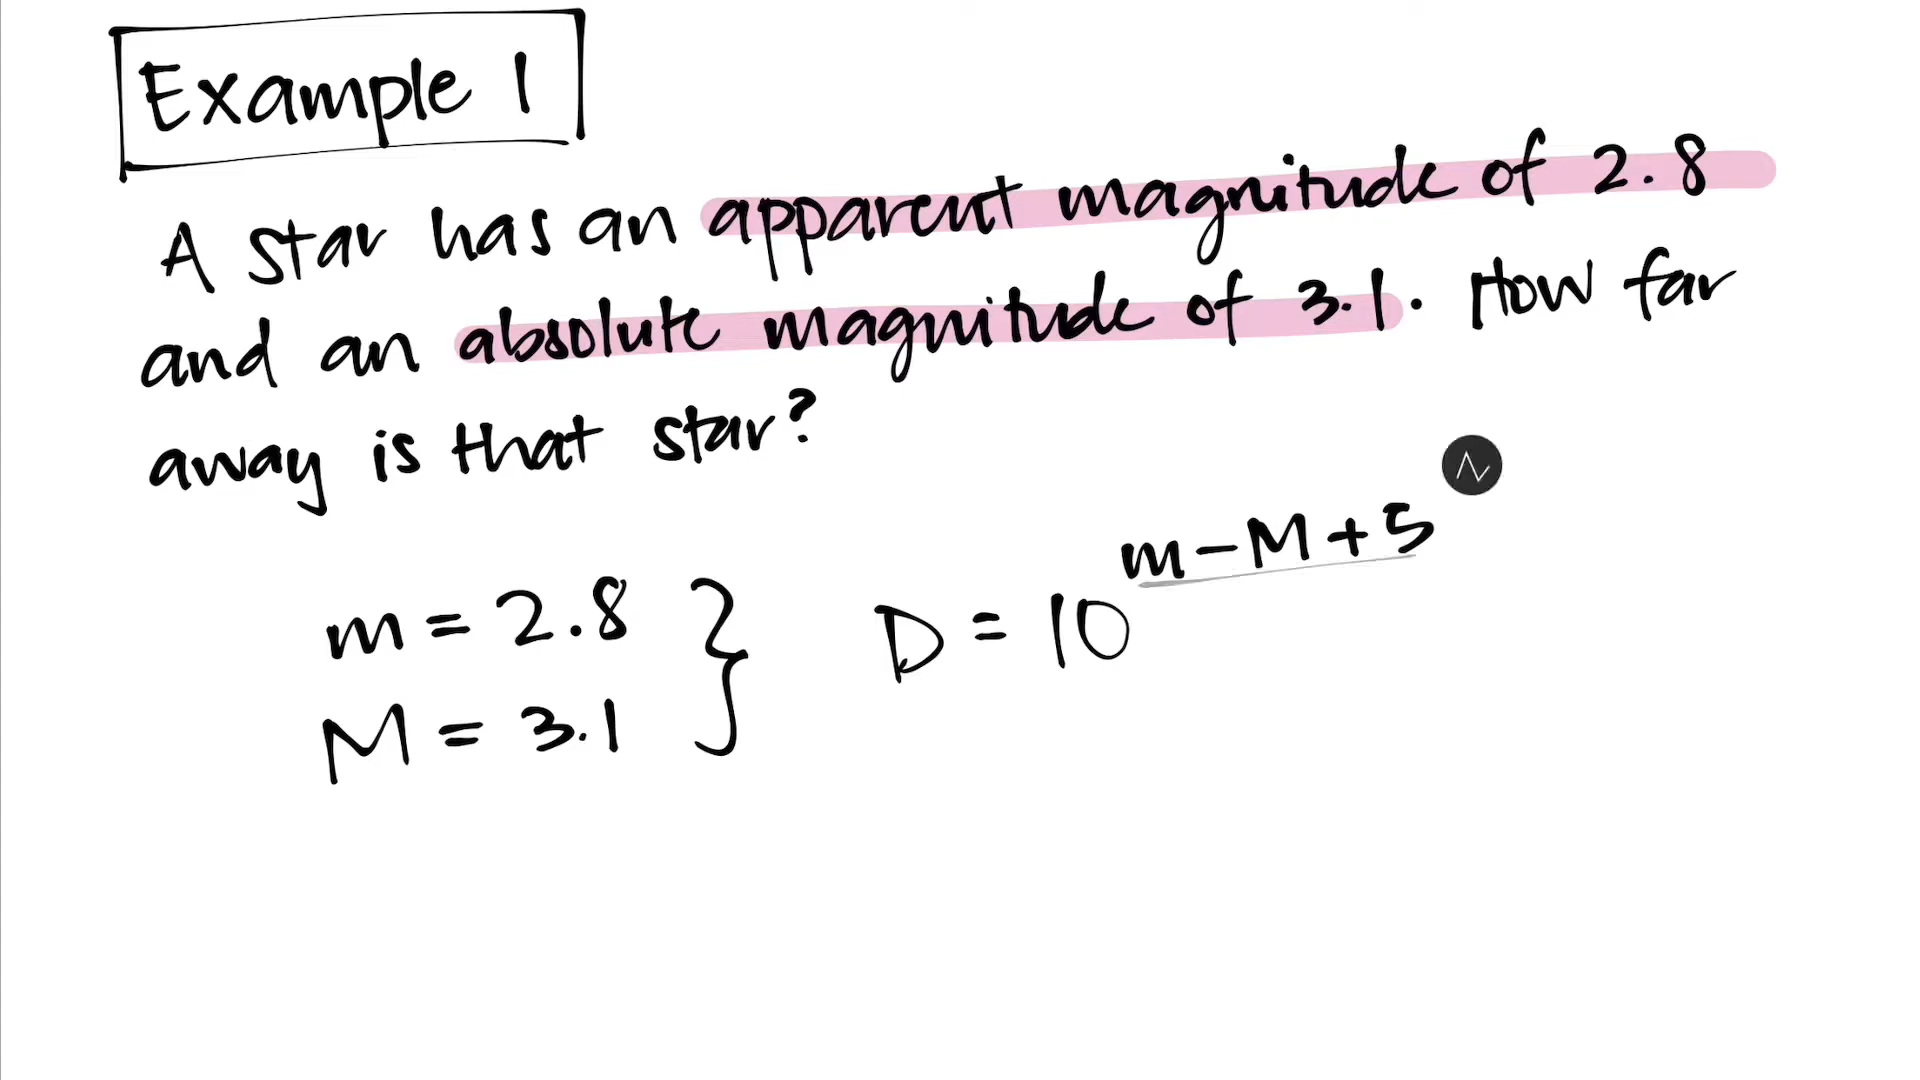 Example 1
A star has an apparent magnitude of 2.8
and an absolute magnitude of 3.1. How far
away is that star?
m - M + 5
m = 2.8
D = 10
M = 3.1